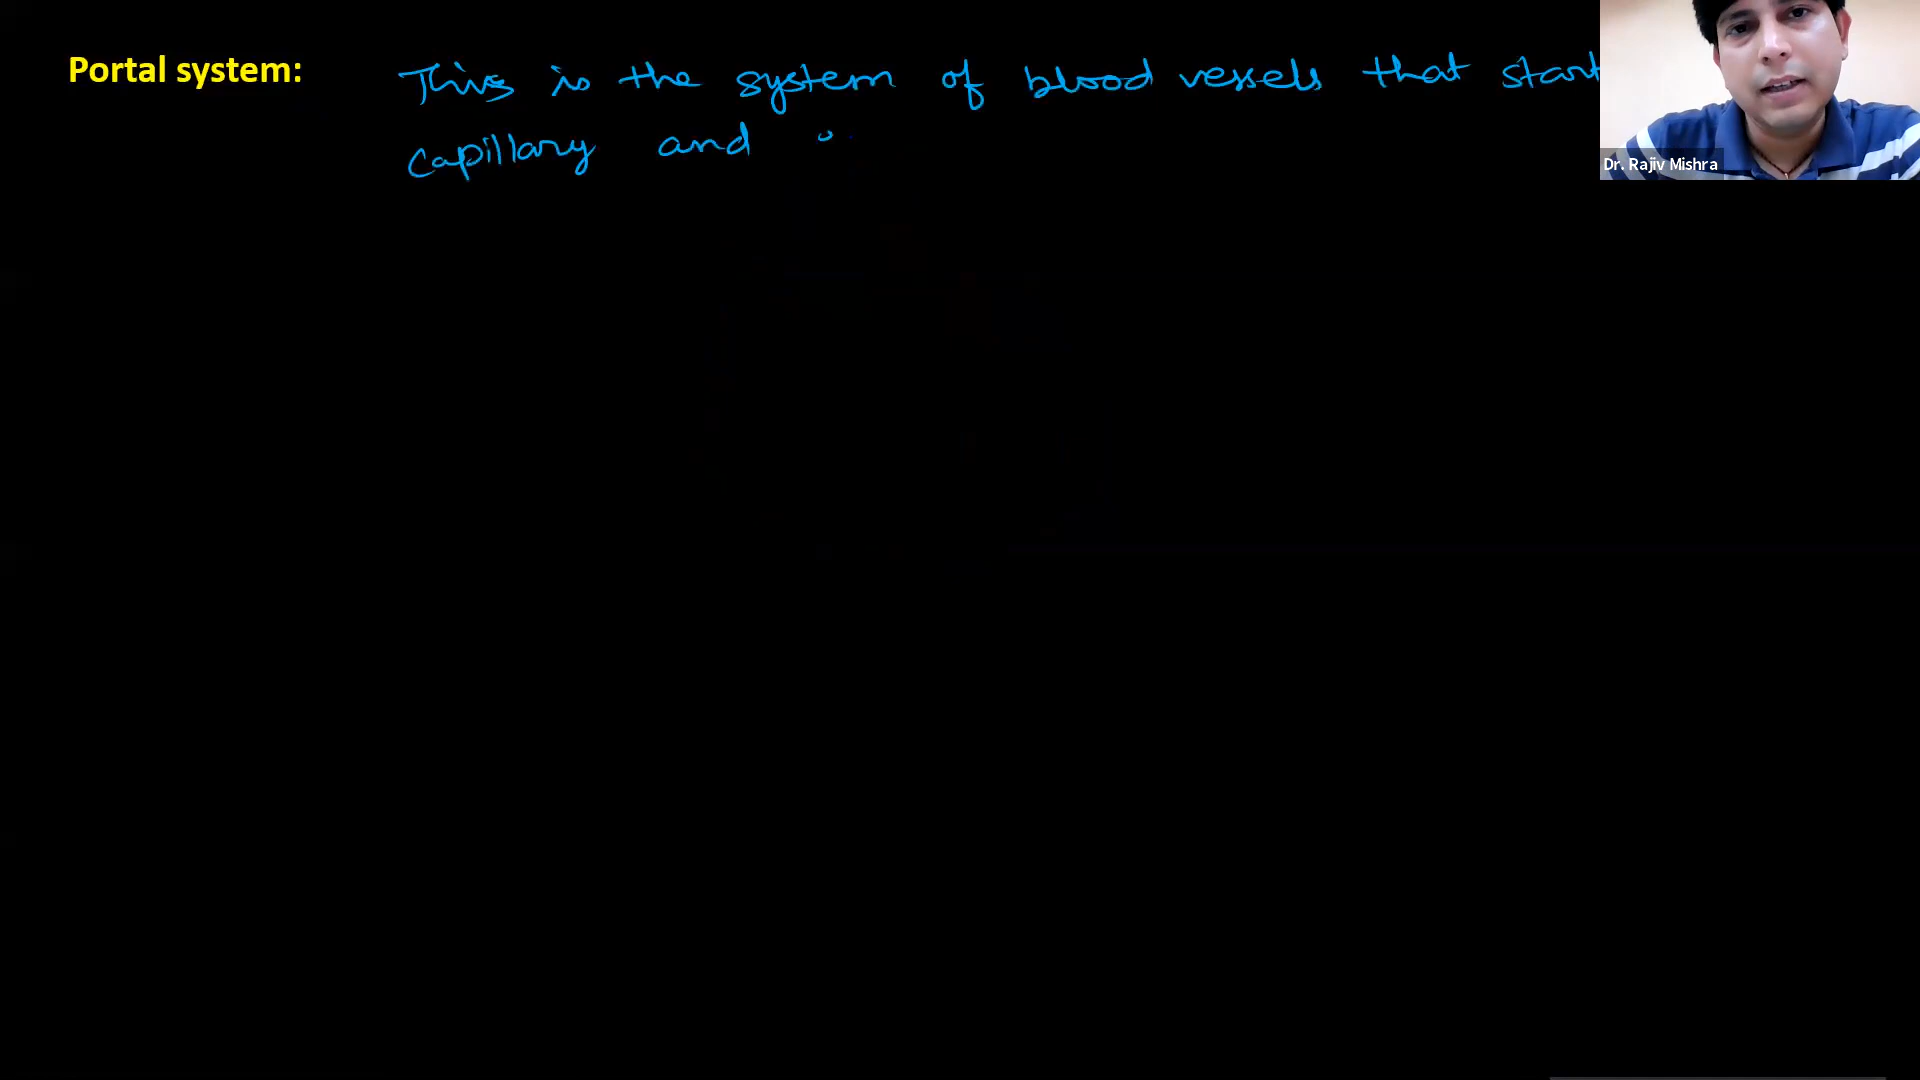 Portal system: This is the system of blood vessels that start
capillary and
Dr. Rajiv Mishra